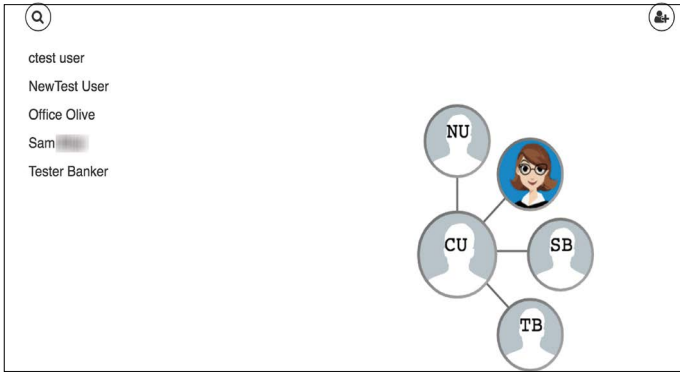 ctest user
NewTest User
Office Olive
Sam
Tester Banker
NU
CU
SB
TB